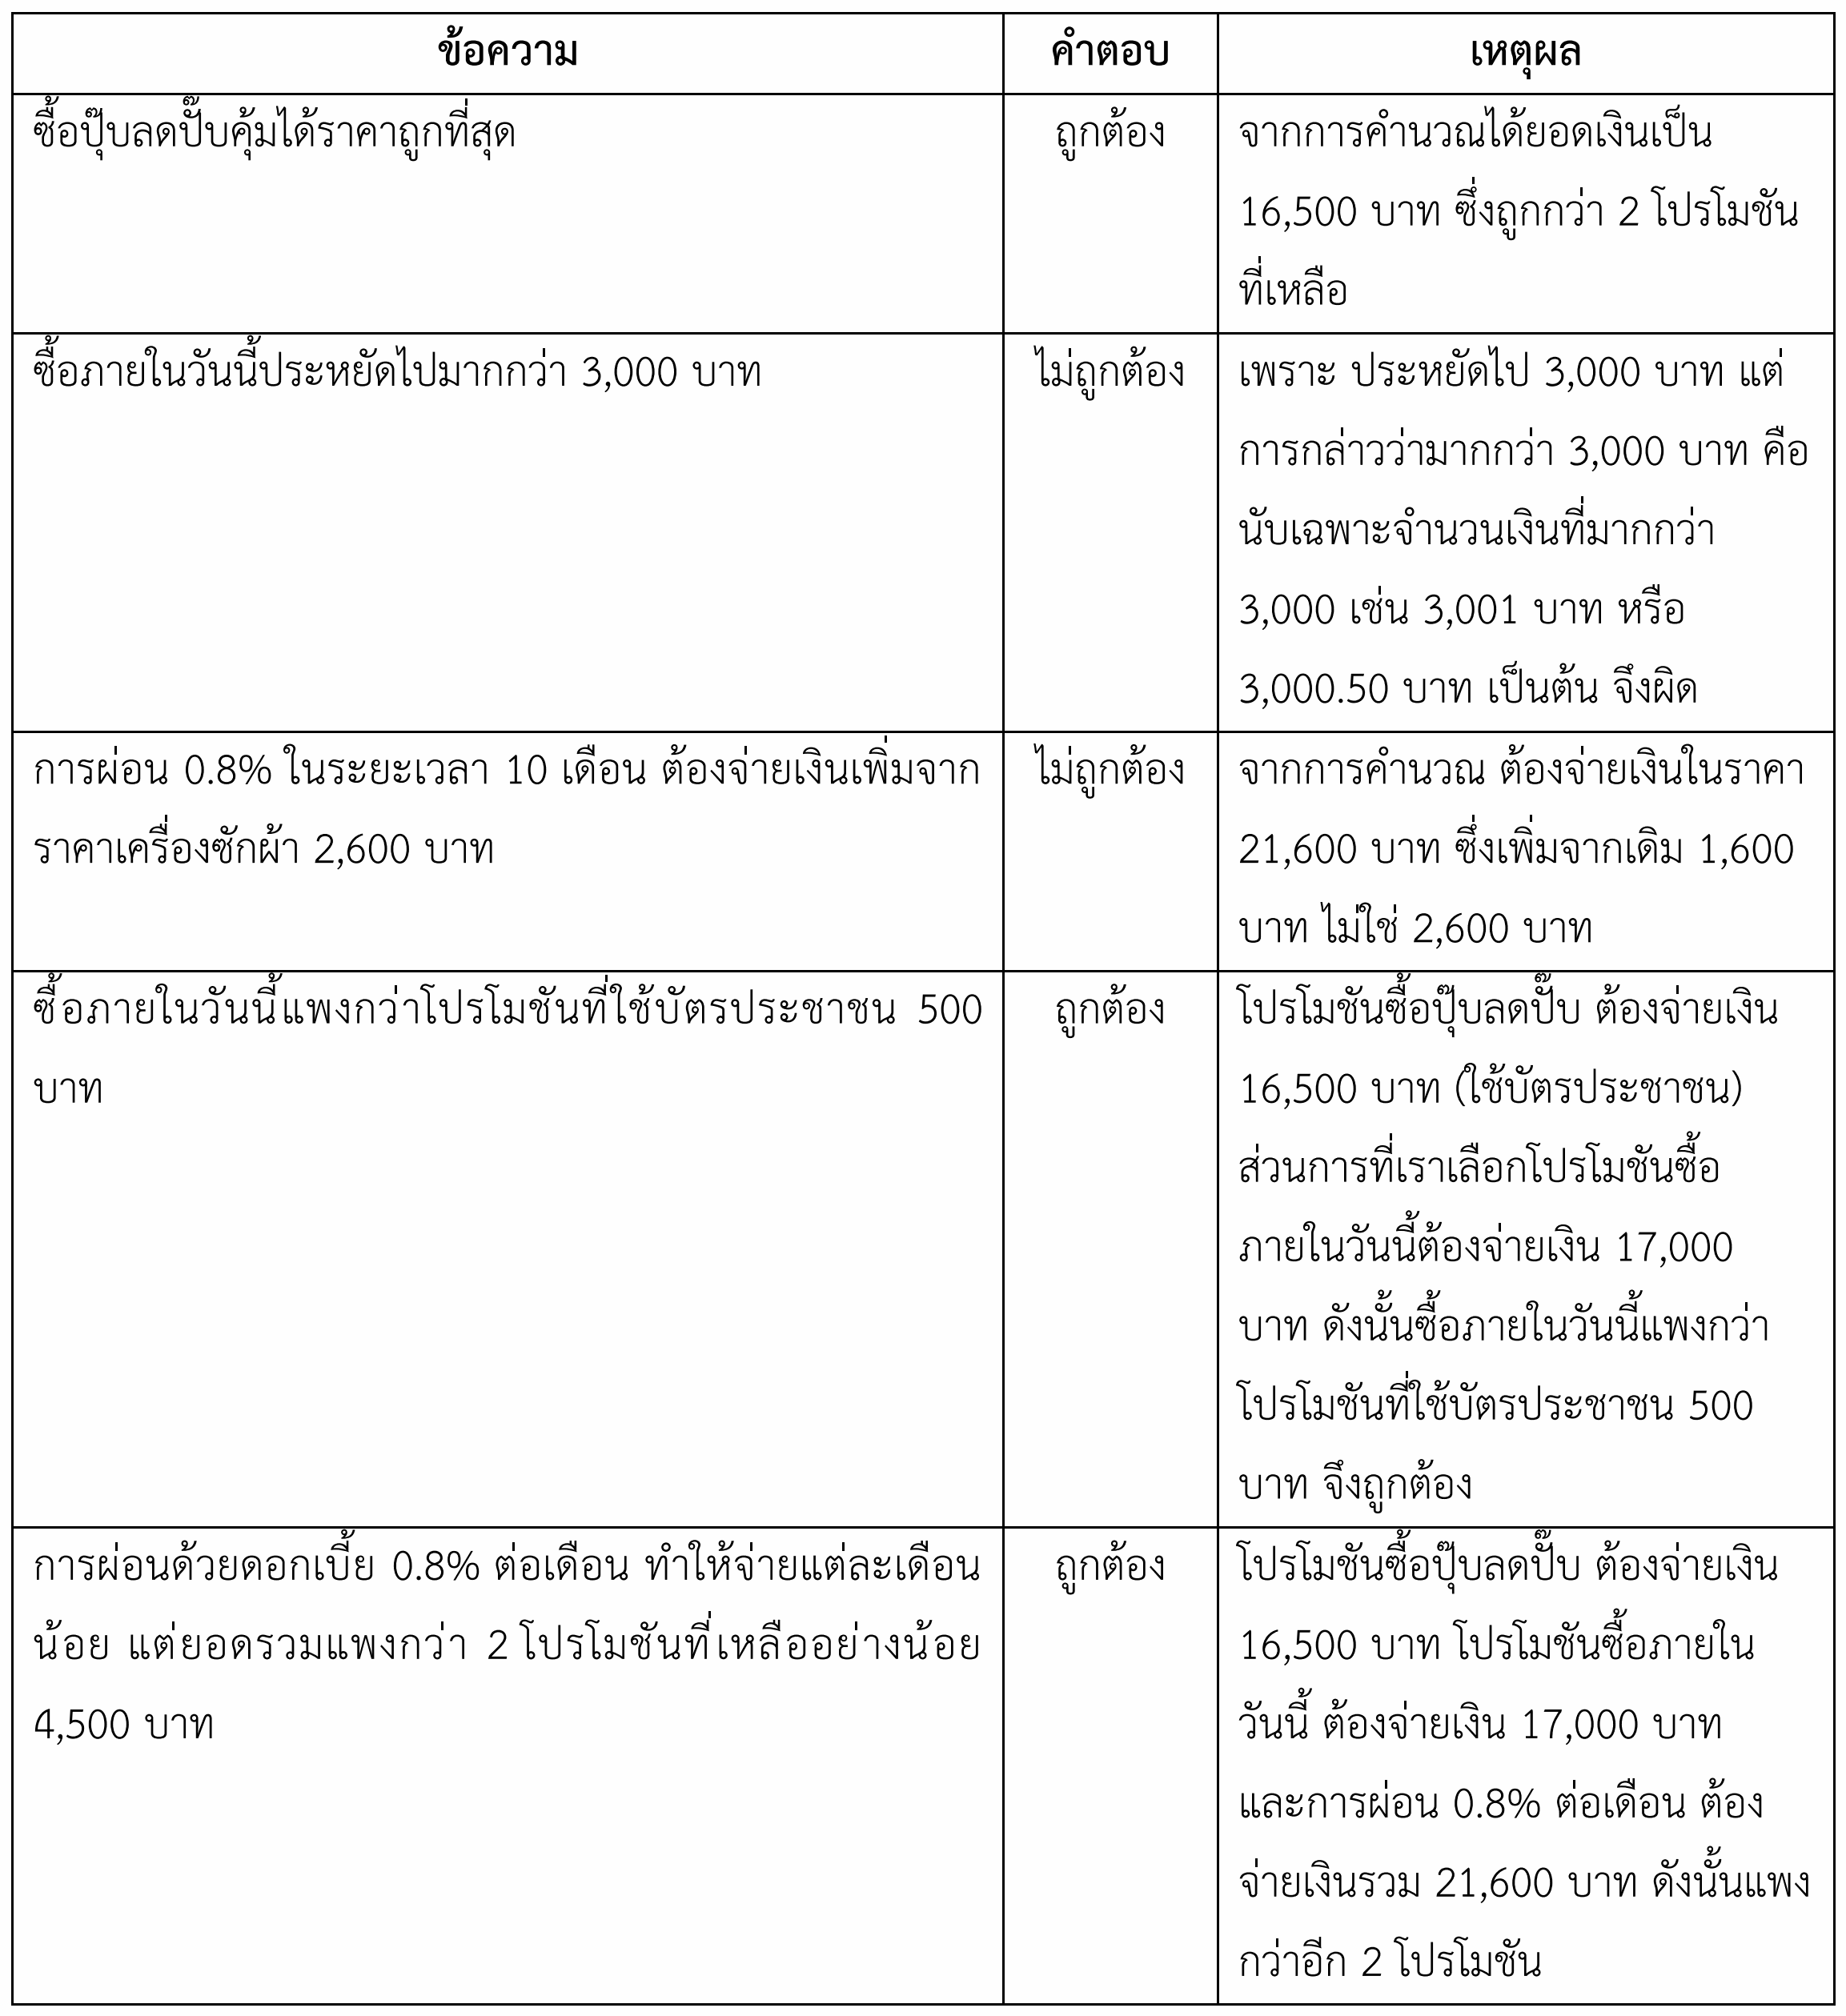 ข้อความ
คำตอบ
เหตุผล
ซื้อปุ๊บลดปั๊บคุ้มได้ราคาถูกที่สุด
ถูกต้อง
จากการคำนวณได้ยอดเงินเป็น
16,500 บาท ซึ่งถูกกว่า 2 โปรโมชัน
ที่เหลือ
ซื้อภายในวันนี้ประหยัดไปมากกว่า 3,000 บาท
ไม่ถูกต้อง
เพราะ ประหยัดไป 3,000 บาท แต่
การกล่าวว่ามากกว่า 3,000 บาท คือ
นับเฉพาะจำนวนเงินที่มากกว่า
3,000 เช่น 3,001 บาท หรือ
3,000.50 บาท เป็นต้น จึงผิด
การผ่อน 0.8% ในระยะเวลา 10 เดือน ต้องจ่ายเงินเพิ่มจาก
ราคาเครื่องซักผ้า 2,600 บาท
ไม่ถูกต้อง
จากการคำนวณ ต้องจ่ายเงินในราคา
21,600 บาท ซึ่งเพิ่มจากเดิม 1,600
บาท ไม่ใช่ 2,600 บาท
ซื้อภายในวันนี้แพงกว่าโปรโมชันที่ใช้บัตรประชาชน 500
บาท
ถูกต้อง
โปรโมชันซื้อปุ๊บลดปั๊บ ต้องจ่ายเงิน
16,500 บาท (ใช้บัตรประชาชน)
ส่วนการที่เราเลือกโปรโมชันซื้อ
ภายในวันนี้ต้องจ่ายเงิน 17,000
บาท ดังนั้นซื้อภายในวันนี้แพงกว่า
โปรโมชันที่ใช้บัตรประชาชน 500
บาท จึงถูกต้อง
การผ่อนด้วยดอกเบี้ย 0.8% ต่อเดือน ทำให้จ่ายแต่ละเดือน
น้อย แต่ยอดรวมแพงกว่า 2 โปรโมชันที่เหลืออย่างน้อย
4,500 บาท
ถูกต้อง
โปรโมชันซื้อปุ๊บลดปั๊บ ต้องจ่ายเงิน
16,500 บาท โปรโมชันซื้อภายใน
วันนี้ ต้องจ่ายเงิน 17,000 บาท
และการผ่อน 0.8% ต่อเดือน ต้อง
จ่ายเงินรวม 21,600 บาท ดังนั้นแพง
กว่าอีก 2 โปรโมชัน